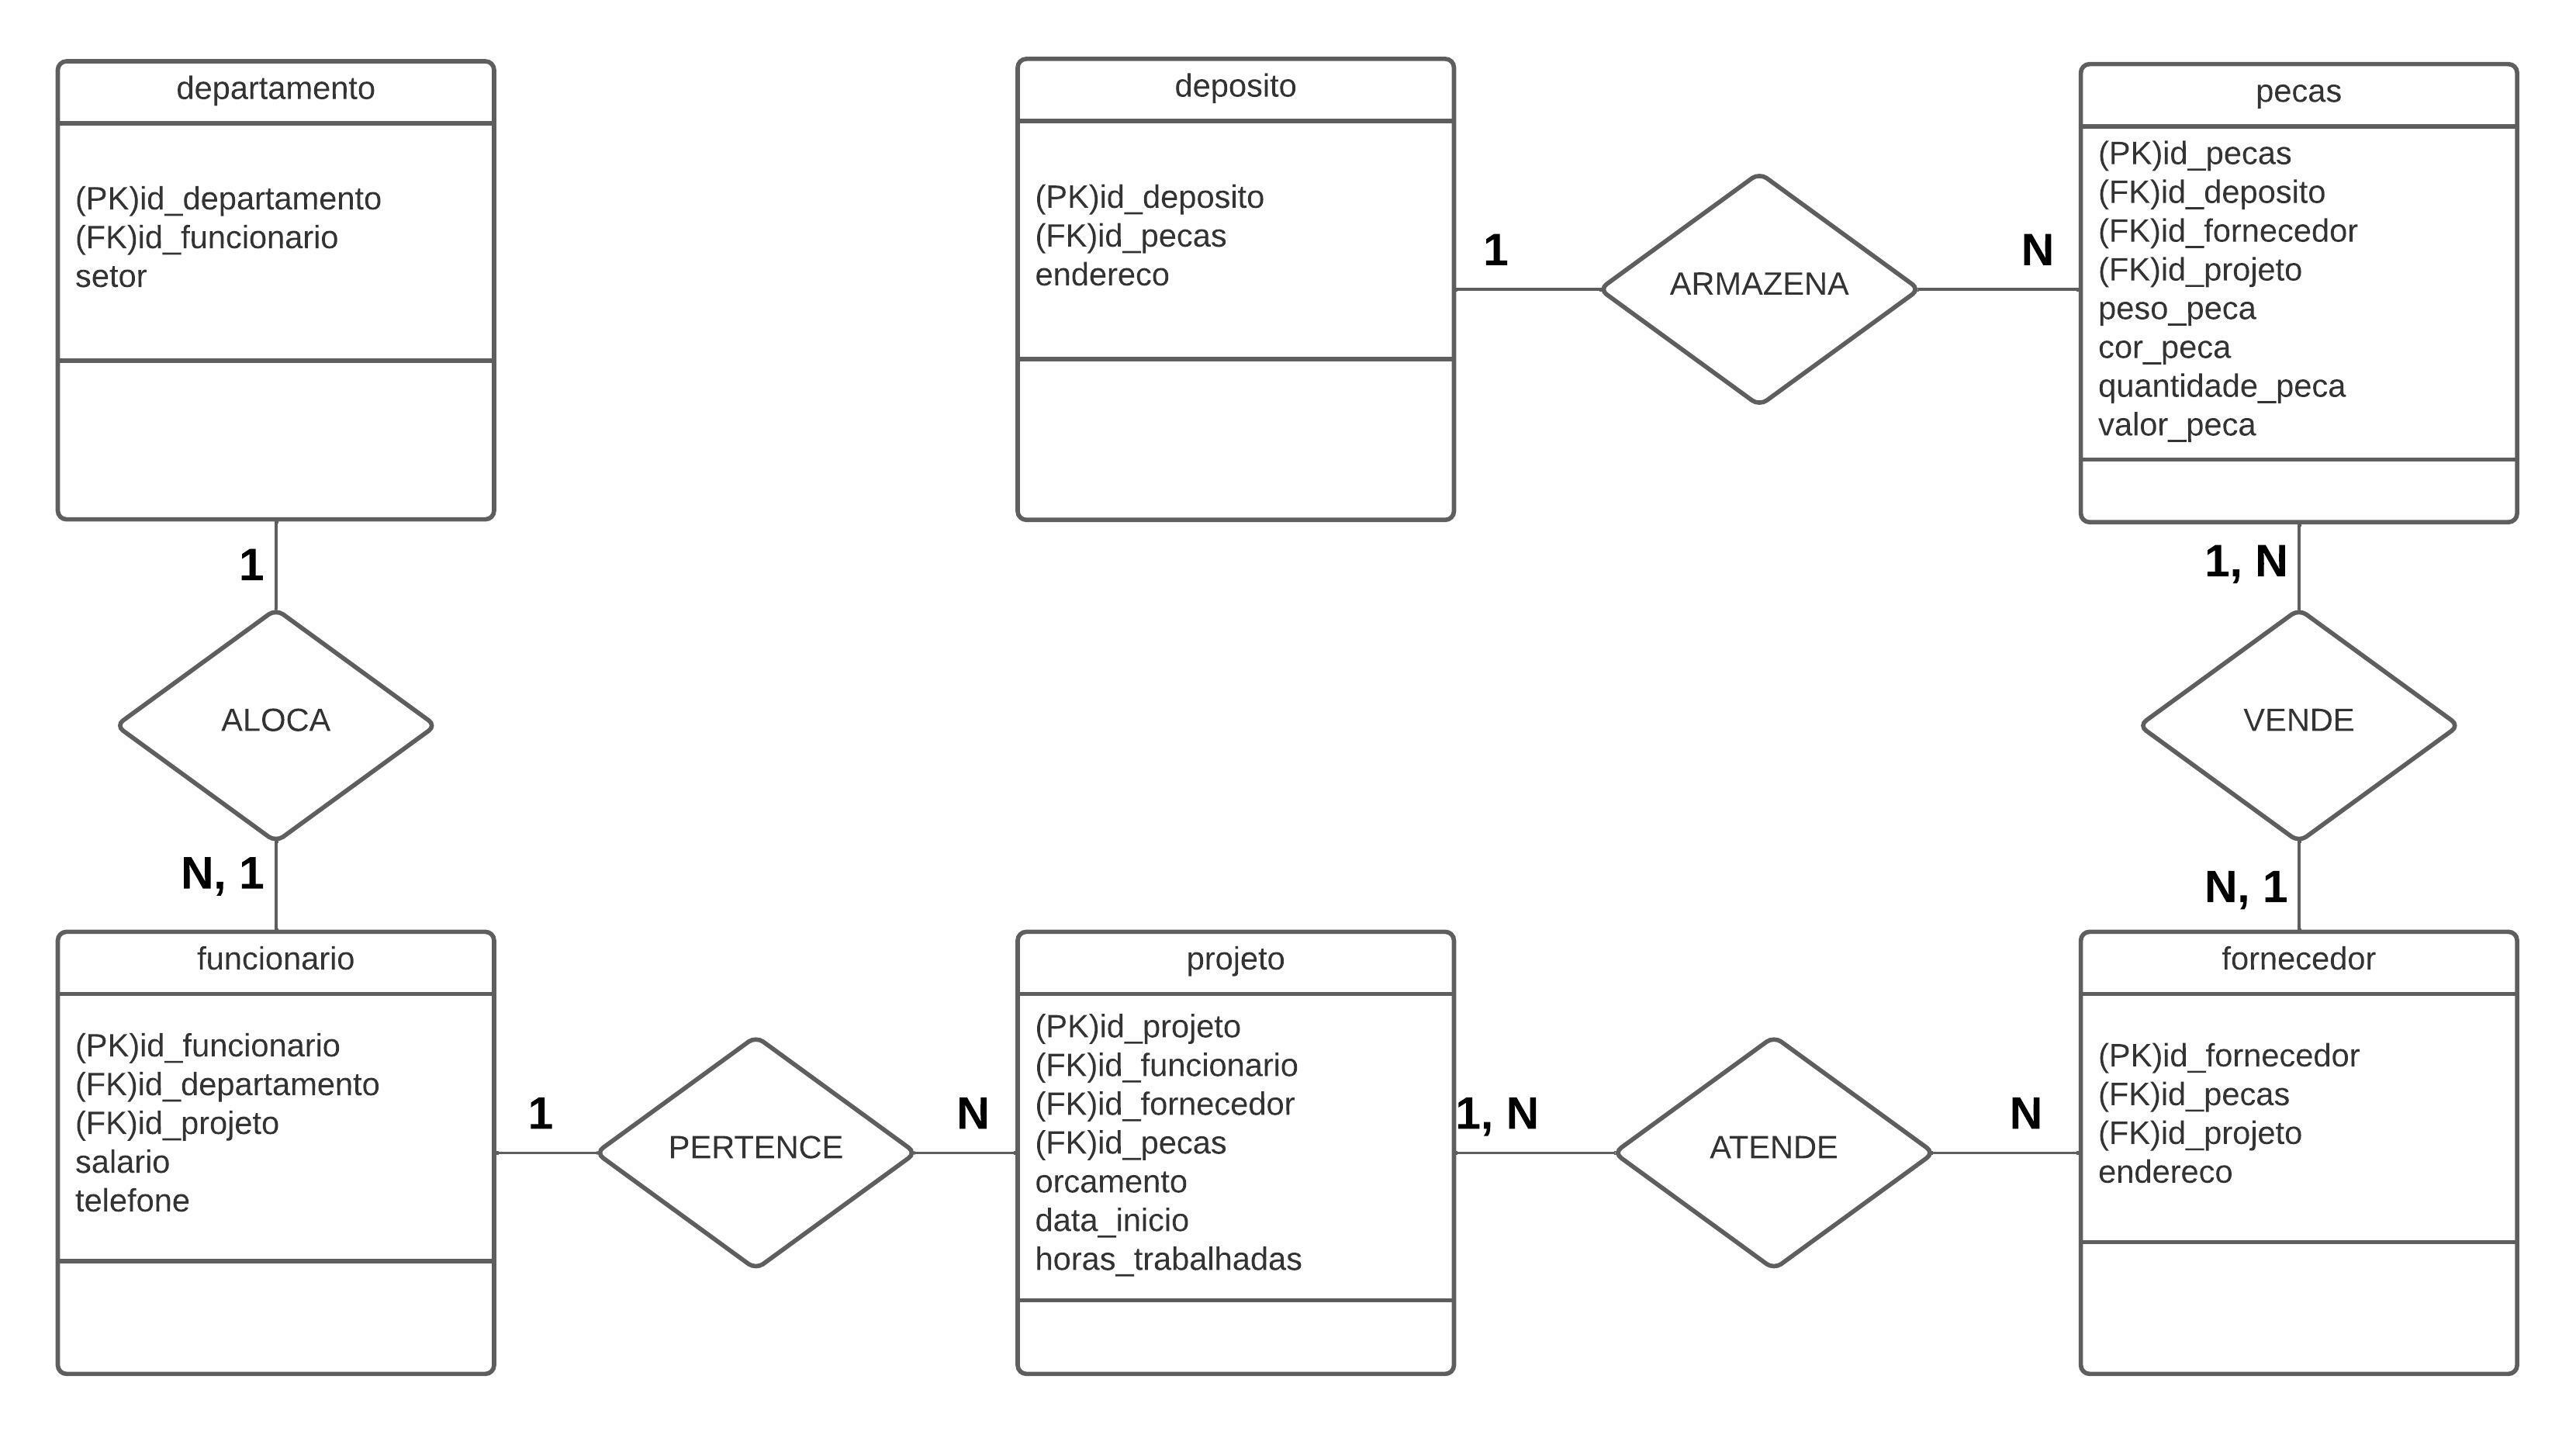 departamento
(PK)id_departamento
(FK)id_funcionario
setor
deposito
(PK)id_deposito
(FK)id_pecas
endereco
1
ARMAZENA
N
pecas
(PK)id_pecas
(FK)id_deposito
(FK)id_fornecedor
(FK)id_projeto
peso_peca
cor_peca
quantidade_peca
valor_peca
1
ALOCA
N, 1
1, N
VENDE
N, 1
funcionario
(PK)id_funcionario
(FK)id_departamento
(FK)id_projeto
salario
telefone
1
PERTENCE
N
projeto
(PK)id_projeto
(FK)id_funcionario
(FK)id_fornecedor
(FK)id_pecas
orcamento
data_inicio
horas_trabalhadas
1, N
ATENDE
N
fornecedor
(PK)id_fornecedor
(FK)id_pecas
(FK)id_projeto
endereco